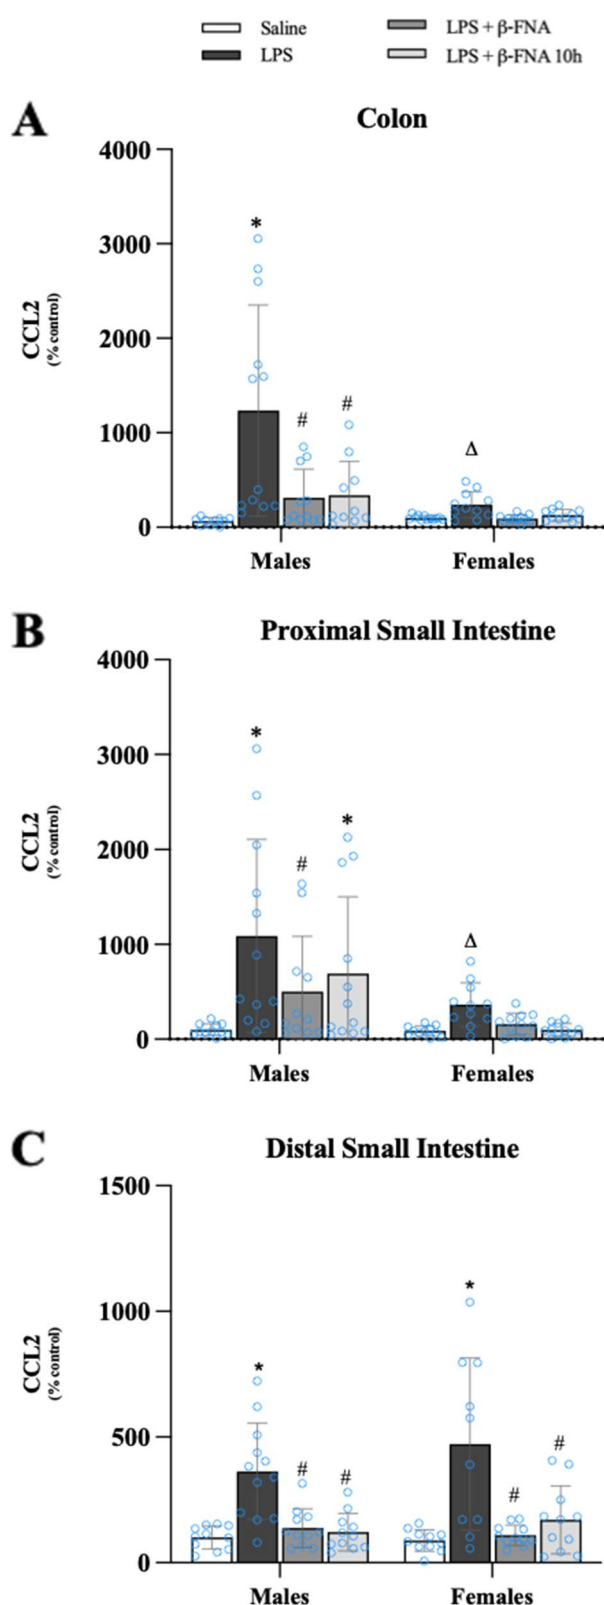 Saline
LPS
LPS + β-FNA
LPS + β-FNA 10h
A
Colon
CCL2
(% control)
4000
3000
2000
1000
0
*
#
#
Δ
Males
Females
B
Proximal Small Intestine
CCL2
(% control)
4000
3000
2000
1000
0
*
#
*
Δ
Males
Females
C
Distal Small Intestine
CCL2
(% control)
1500
1000
500
0
*
#
#
*
#
#
Males
Females